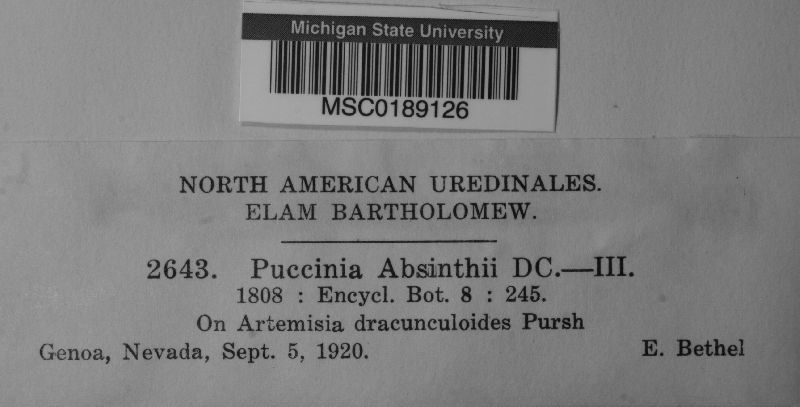 Michigan State University
MSC0189126
NORTH AMERICAN UREDINALES.
ELAM BARTHOLOMEW.
2643. Puccinia Absinthii DC.—III.
1808 : Encycl. Bot. 8 : 245.
On Artemisia dracunculoides Pursh
Genoa, Nevada, Sept. 5, 1920. E. Bethel